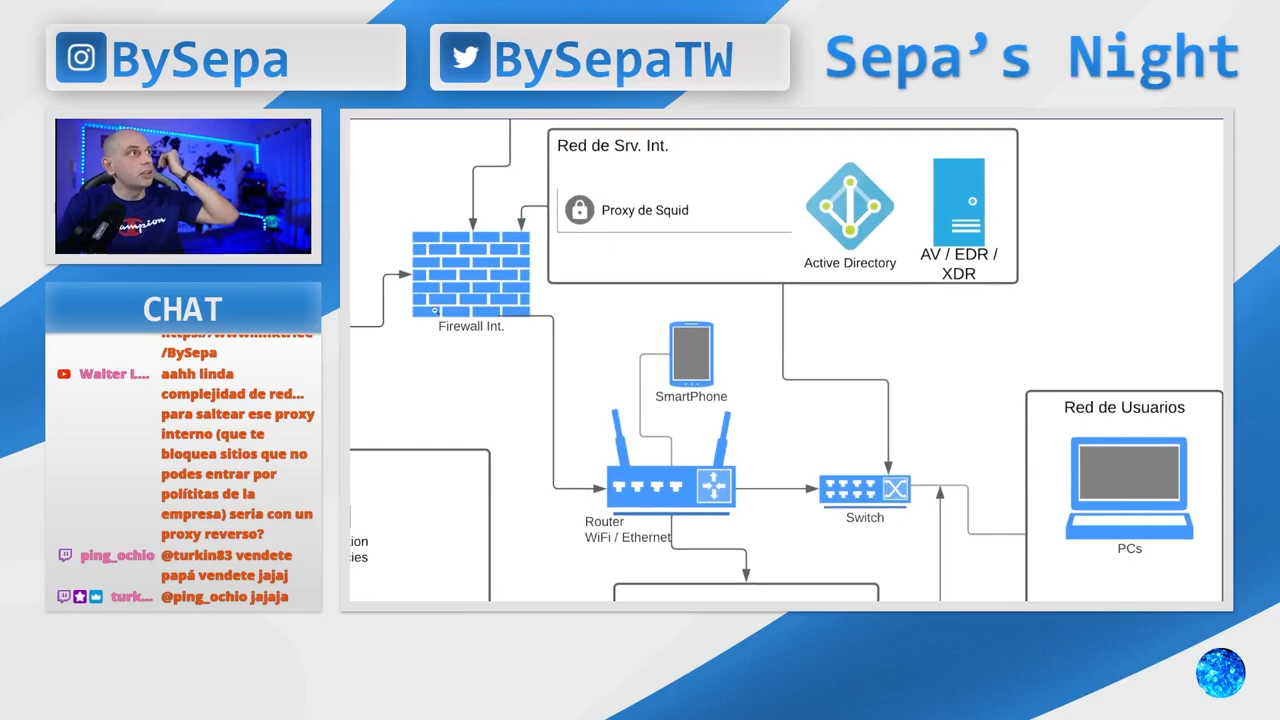 BySepa
BySepaTW
Sepa's Night
CHAT
/BySepa
Walter L... aahh linda
complejidad de red...
para saltear ese proxy
interno (que te
bloquea sitios que no
podes entrar por
polítitas de la
empresa) seria con un
proxy reverso?
ping_ochio @turkin83 vendete
papá vendete jajaj
turk... @ping_ochio jajaja
Red de Srv. Int.
Proxy de Squid
Active Directory
AV / EDR /
XDR
Firewall Int.
SmartPhone
Red de Usuarios
Router
WiFi / Ethernet
Switch
PCs
tion
cies